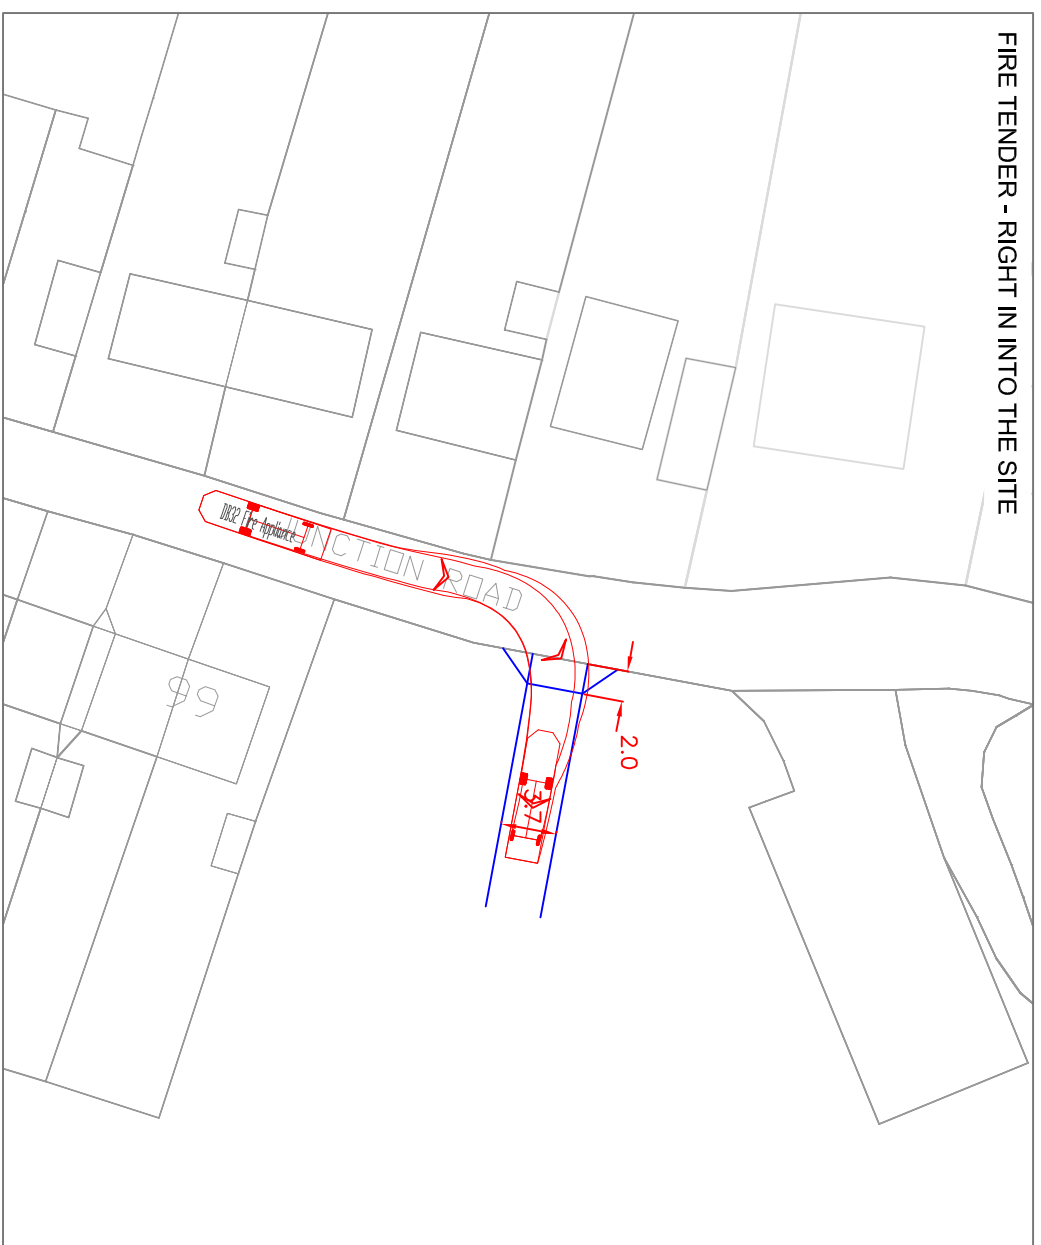 FIRE TENDER - RIGHT IN INTO THE SITE
DB32 Fire Appliance
JUNCTION ROAD
2.0
3.7
99